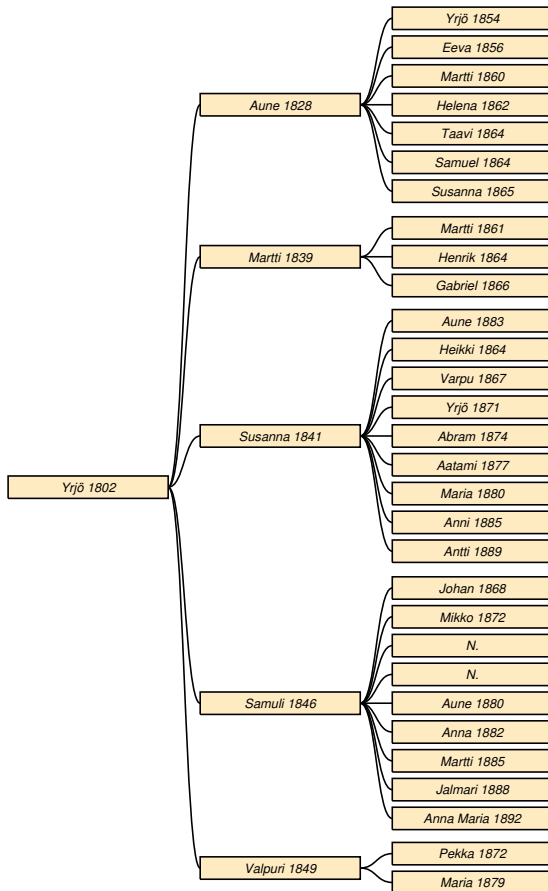 Yrjö 1854
Eeva 1856
Martti 1860
Aune 1828
Helena 1862
Taavi 1864
Samuel 1864
Susanna 1865
Martti 1861
Martti 1839
Henrik 1864
Gabriel 1866
Aune 1883
Heikki 1864
Varpu 1867
Yrjö 1871
Susanna 1841
Abram 1874
Aatami 1877
Yrjö 1802
Maria 1880
Anni 1885
Antti 1889
Johan 1868
Mikko 1872
N.
N.
Samuli 1846
Aune 1880
Anna 1882
Martti 1885
Jalmari 1888
Anna Maria 1892
Pekka 1872
Valpuri 1849
Maria 1879